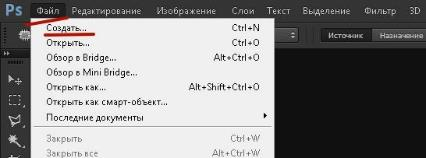 Ps Файл Редактирование Изображение Слои Текст Выделение Фильтр 3D
Создать... Ctrl+N
Открыть... Ctrl+O
Обзор в Bridge... Alt+Ctrl+O
Обзор в Mini Bridge...
Открыть как... Alt+Shift+Ctrl+O
Открыть как смарт-объект...
Последние документы
Закрыть Ctrl+W
Закрыть все Alt+Ctrl+W
Источник Назначение